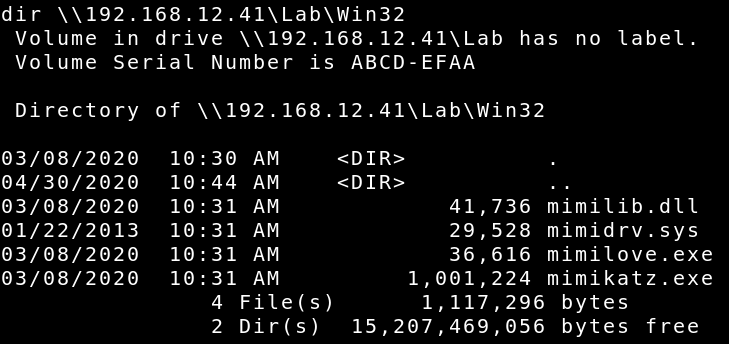 dir \\192.168.12.41\Lab\Win32
 Volume in drive \\192.168.12.41\Lab has no label.
 Volume Serial Number is ABCD-EFAA

 Directory of \\192.168.12.41\Lab\Win32

03/08/2020  10:30 AM    <DIR>          .
04/30/2020  10:44 AM    <DIR>          ..
03/08/2020  10:31 AM            41,736 mimilib.dll
01/22/2013  10:31 AM            29,528 mimidrv.sys
03/08/2020  10:31 AM            36,616 mimilove.exe
03/08/2020  10:31 AM         1,001,224 mimikatz.exe
               4 File(s)      1,117,296 bytes
               2 Dir(s)  15,207,469,056 bytes free